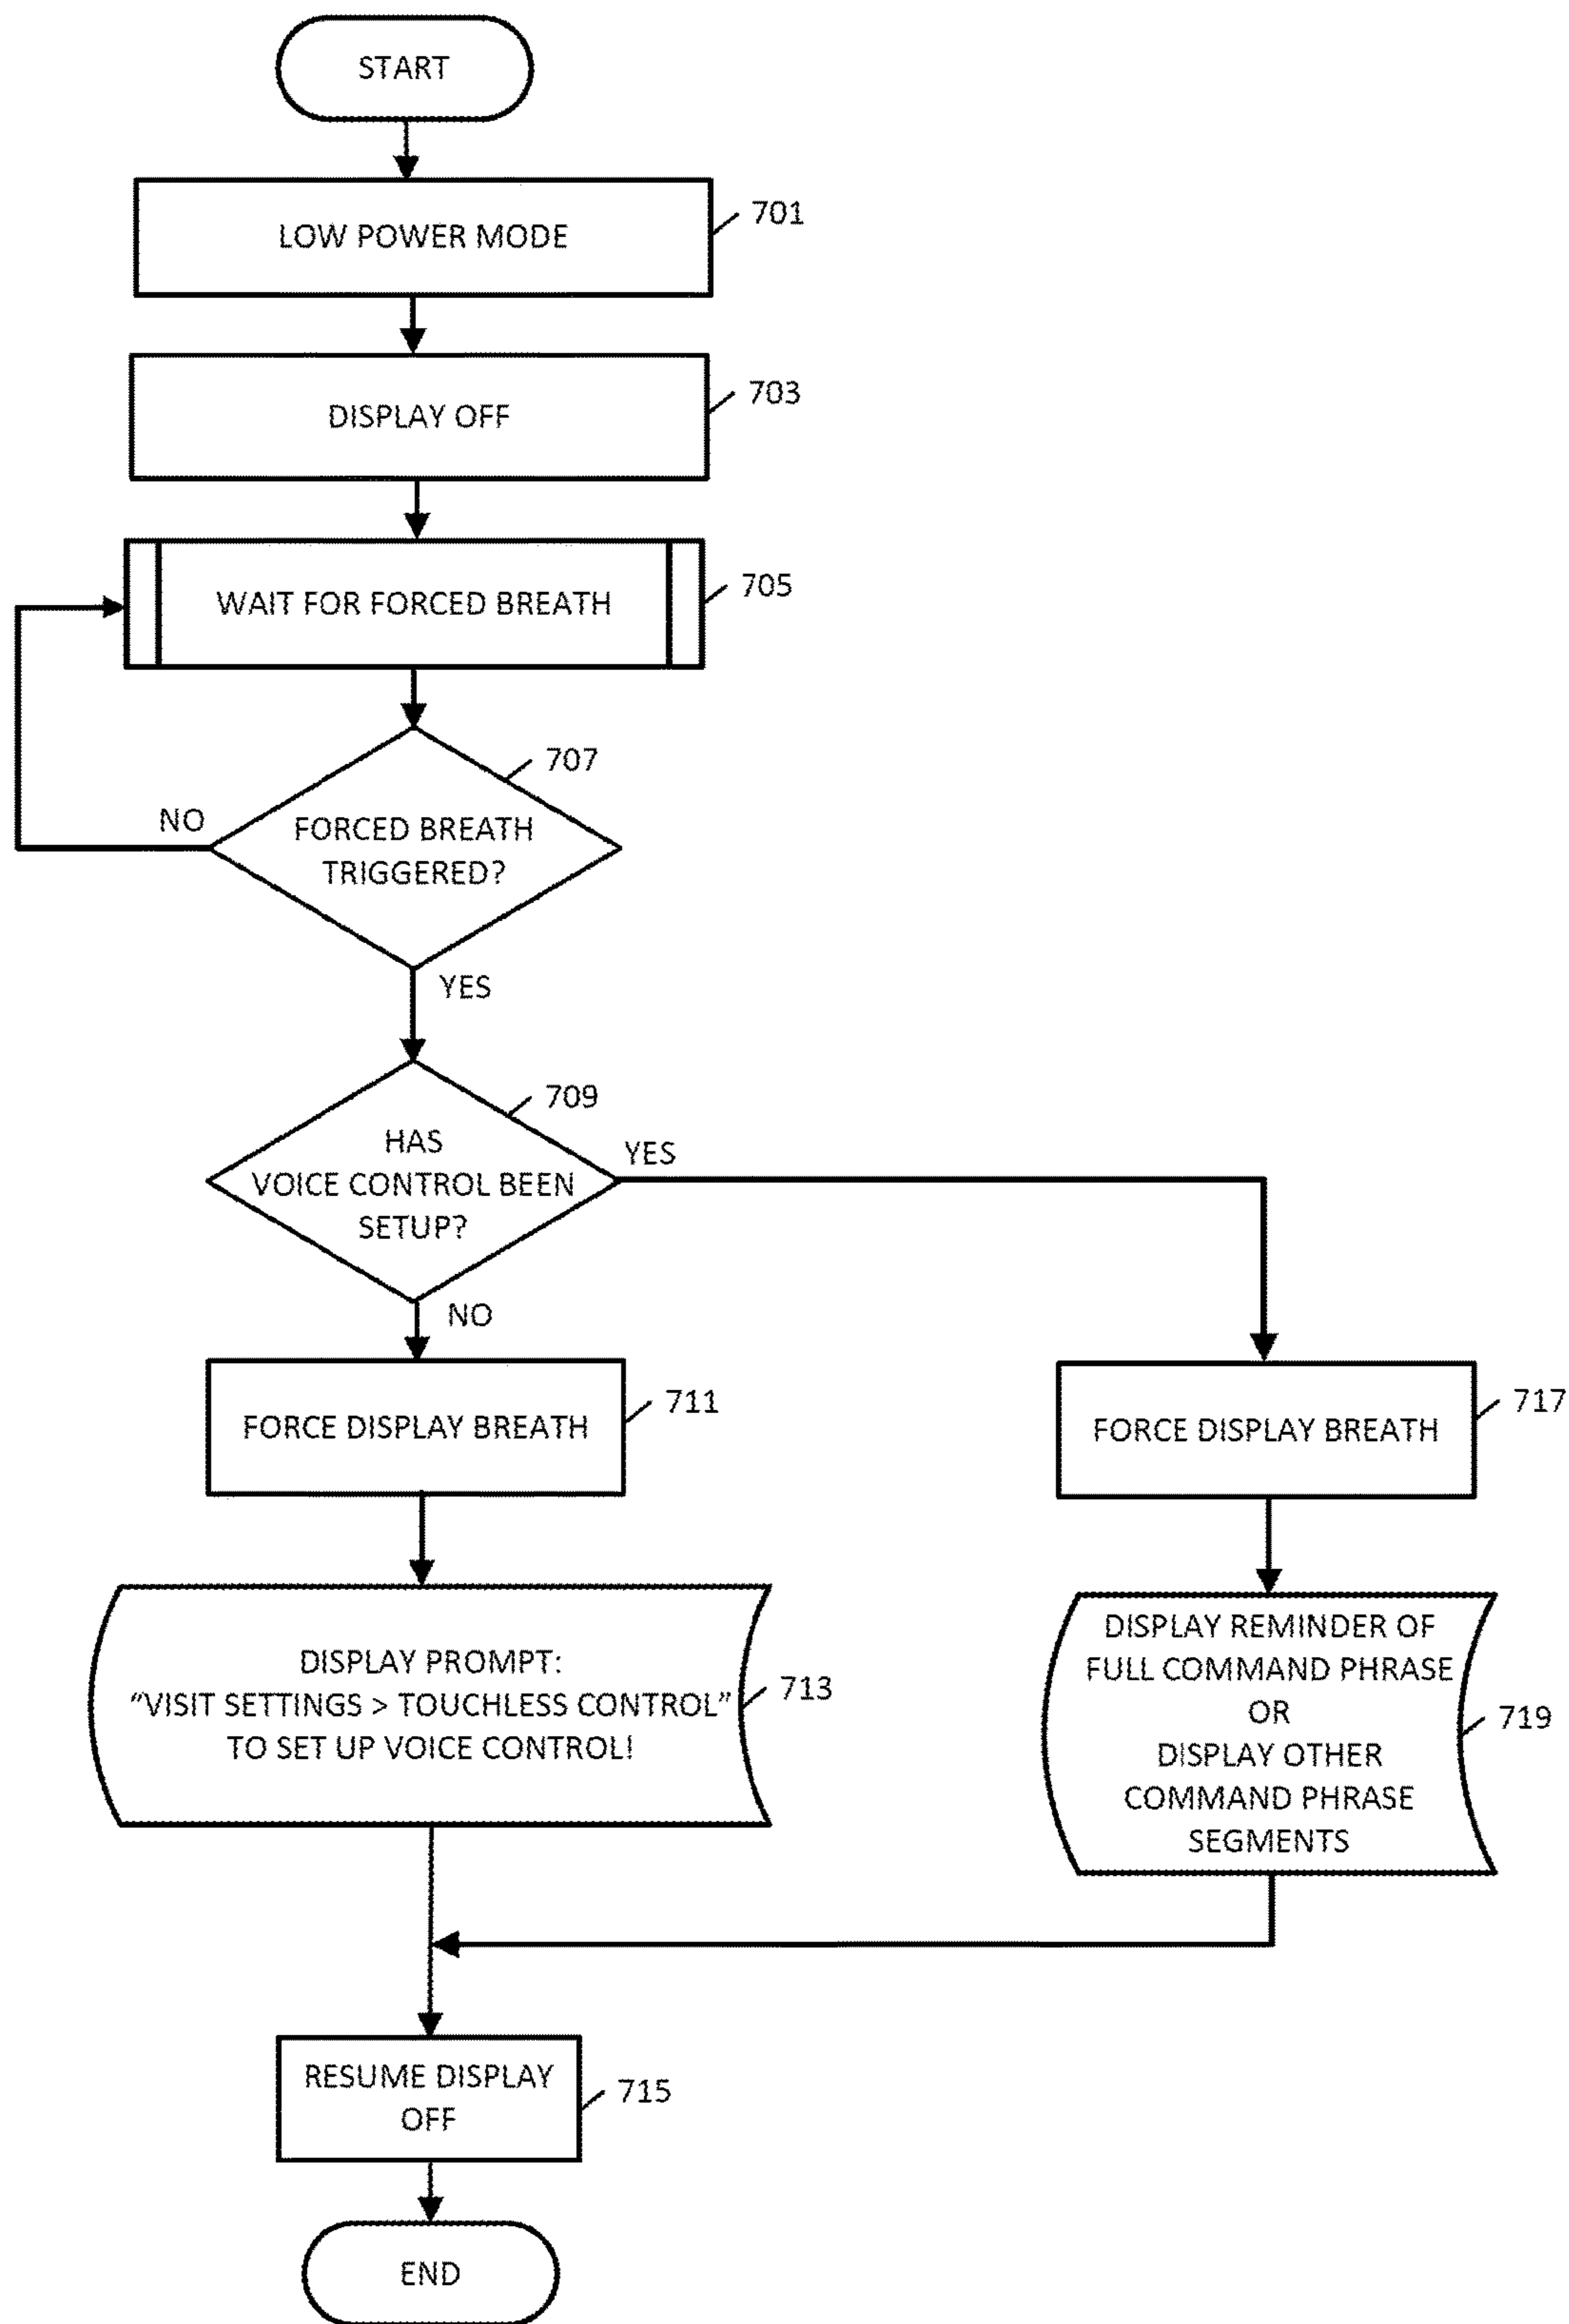 START
LOW POWER MODE
701
DISPLAY OFF
703
WAIT FOR FORCED BREATH
705
707
NO
FORCED BREATH
TRIGGERED?
YES
709
HAS
VOICE CONTROL BEEN
SETUP?
YES
NO
FORCE DISPLAY BREATH
711
FORCE DISPLAY BREATH
717
DISPLAY PROMPT:
“VISIT SETTINGS > TOUCHLESS CONTROL”
TO SET UP VOICE CONTROL!
713
DISPLAY REMINDER OF
FULL COMMAND PHRASE
OR
DISPLAY OTHER
COMMAND PHRASE
SEGMENTS
719
RESUME DISPLAY
OFF
715
END